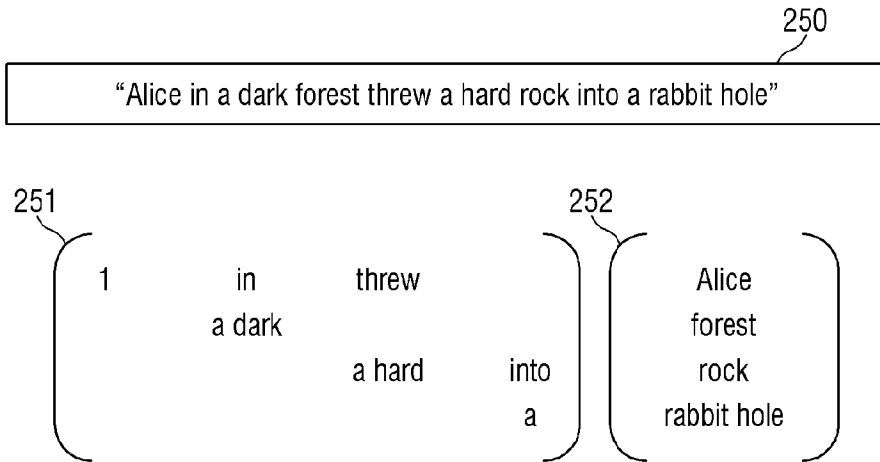 250
“Alice in a dark forest threw a hard rock into a rabbit hole”
251
252
1 in threw Alice
a dark forest
a hard into rock
a rabbit hole